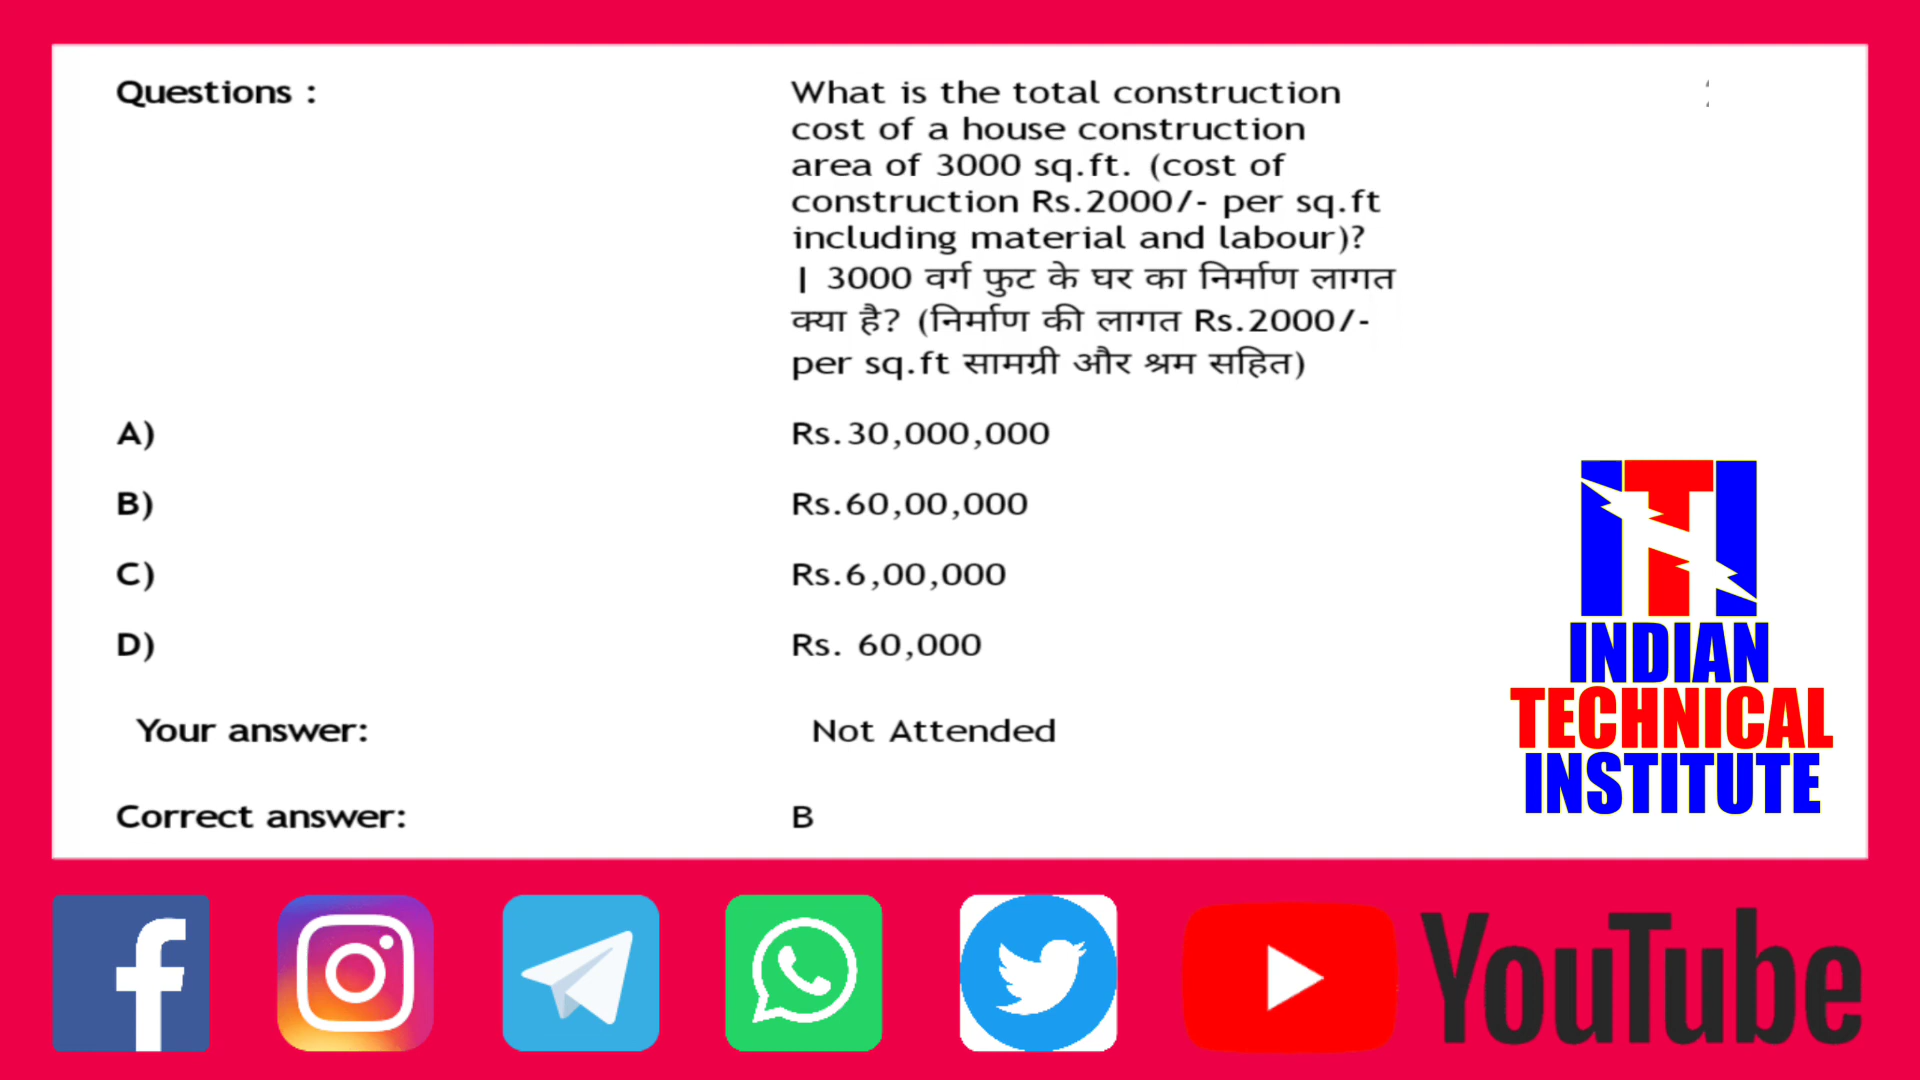 Questions :
What is the total construction
cost of a house construction
area of 3000 sq.ft. (cost of
construction Rs.2000/- per sq.ft
including material and labour)?
| 3000 वर्ग फुट के घर का निर्माण लागत
क्या है? (निर्माण की लागत Rs.2000/-
per sq.ft सामग्री और श्रम सहित)
A) Rs.30,000,000
B) Rs.60,00,000
C) Rs.6,00,000
D) Rs. 60,000
Your answer: Not Attended
Correct answer: B
ITI
INDIAN
TECHNICAL
INSTITUTE
YouTube